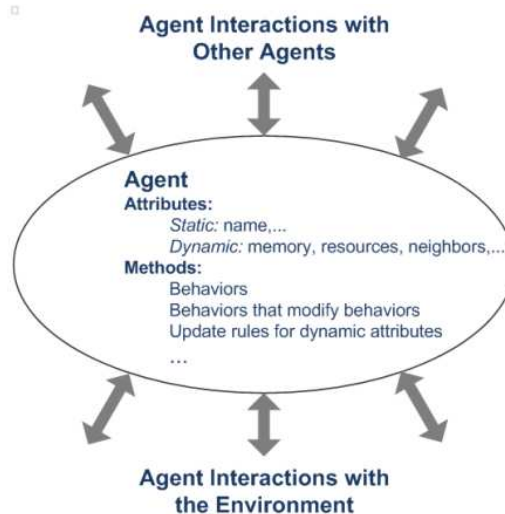 Agent Interactions with
Other Agents
Agent
Attributes:
Static: name,...
Dynamic: memory, resources, neighbors,...
Methods:
Behaviors
Behaviors that modify behaviors
Update rules for dynamic attributes
...
Agent Interactions with
the Environment